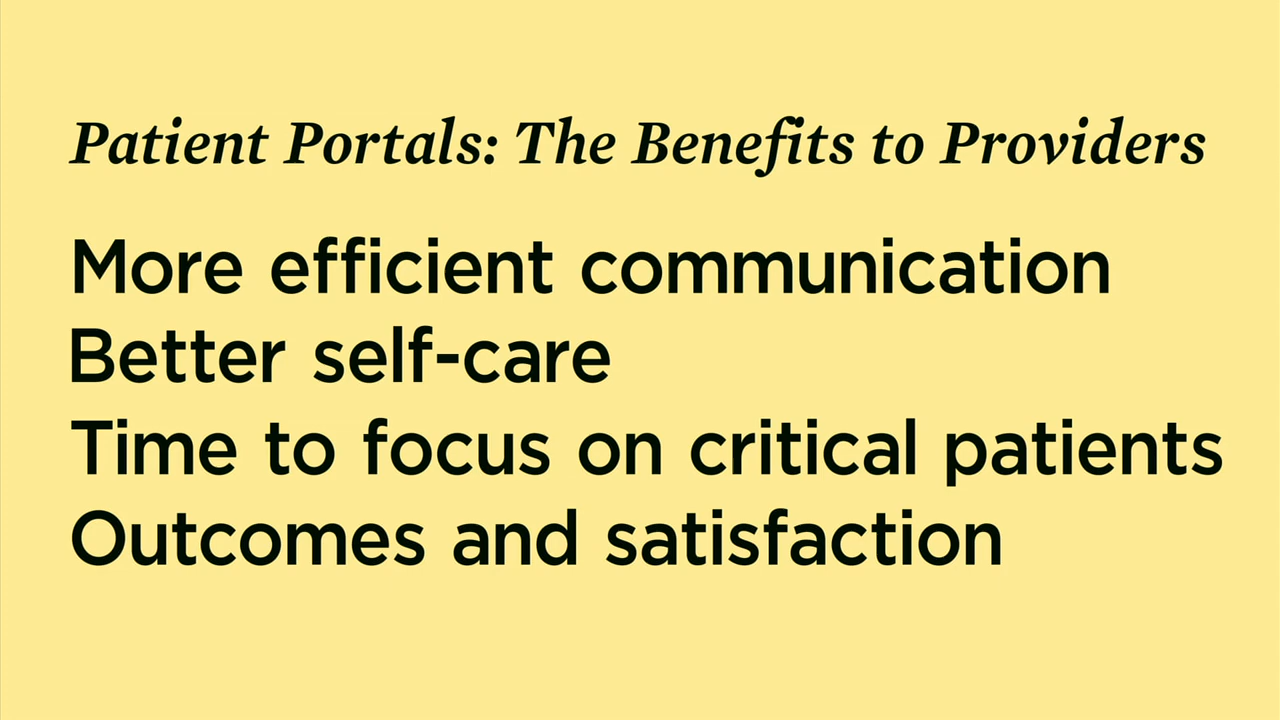 Patient Portals: The Benefits to Providers
More efficient communication
Better self-care
Time to focus on critical patients
Outcomes and satisfaction